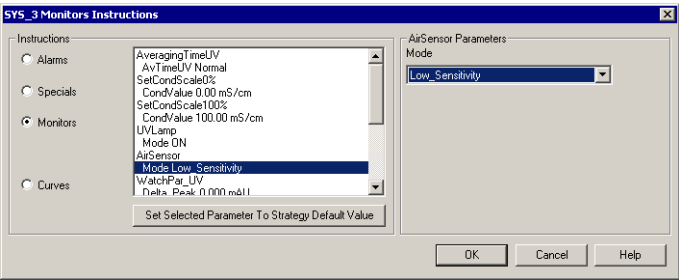 SYS_3 Monitors Instructions
Instructions
Alarms
Specials
Monitors
Curves
AveragingTimeUV
AvTimeUV Normal
SetCondScale0%
CondValue 0.00 mS/cm
SetCondScale100%
CondValue 100.00 mS/cm
UVLamp
Mode ON
AirSensor
Mode Low_Sensitivity
WatchPar_UV
Delta_Peak 0.000 mAU
Set Selected Parameter To Strategy Default Value
AirSensor Parameters
Mode
Low_Sensitivity
OK
Cancel
Help